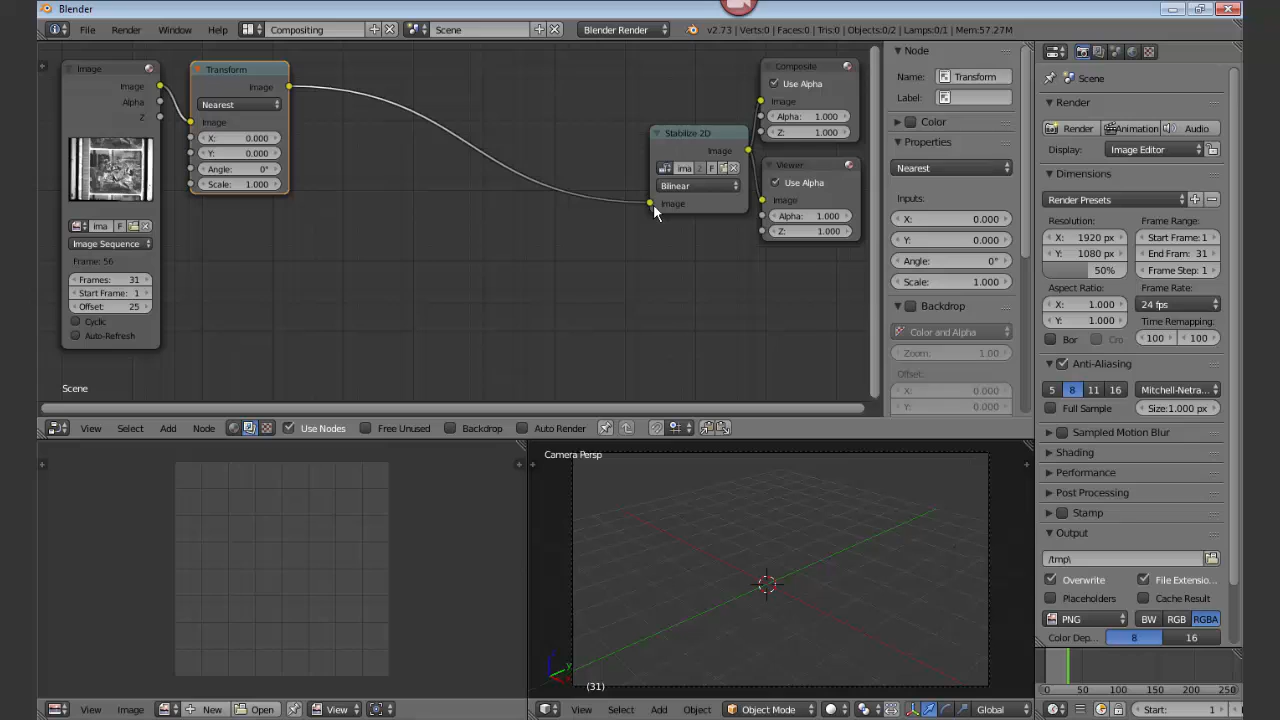 Blender
File Render Window Help Compositing Scene Blender Render v2.73 | Verts:0 | Faces:0 | Tris:0 | Objects:0/2 | Lamps:0/1 | Mem:57.27M
Image
Image
Alpha
Z
ima F
Image Sequence
Frame: 56
Frames: 31
Start Frame: 1
Offset: 25
Cyclic
Auto-Refresh
Scene
Transform
Image
Nearest
Image
X: 0.000
Y: 0.000
Angle: 0°
Scale: 1.000
Stabilize 2D
Image
ima 2 F
Bilinear
Image
Composite
Use Alpha
Image
Alpha: 1.000
Z: 1.000
Viewer
Use Alpha
Image
Alpha: 1.000
Z: 1.000
Node
Name: Transform
Label:
Color
Properties
Nearest
Inputs:
X: 0.000
Y: 0.000
Angle: 0°
Scale: 1.000
Backdrop
Color and Alpha
Zoom: 1.00
Offset:
X: 0.000
Y: 0.000
Scene
Render
Render Animation Audio
Display: Image Editor
Dimensions
Render Presets
Resolution: Frame Range:
X: 1920 px Start Frame: 1
Y: 1080 px End Fram: 31
50% Frame Step: 1
Aspect Ratio: Frame Rate:
X: 1.000 24 fps
Y: 1.000 Time Remapping:
Bor Cro 100 100
Anti-Aliasing
5 8 11 16 Mitchell-Netra...
Full Sample Size:1.000 px
Sampled Motion Blur
Shading
Performance
Post Processing
Stamp
Output
/tmp\
Overwrite File Extensio...
Placeholders Cache Result
PNG BW RGB RGBA
Color Dep... 8 16
View Select Add Node Use Nodes Free Unused Backdrop Auto Render
Camera Persp
(31)
0 50 100 150 200 250
View Image New Open View
View Select Add Object Object Mode Global
Start: 1